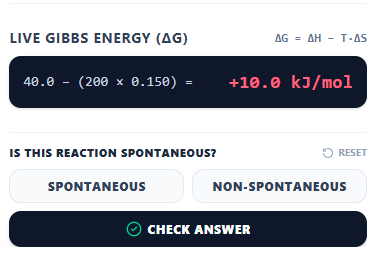 LIVE GIBBS ENERGY (ΔG) ΔG = ΔH − T·ΔS
40.0 − (200 × 0.150) = +10.0 kJ/mol
IS THIS REACTION SPONTANEOUS? RESET
SPONTANEOUS NON-SPONTANEOUS
CHECK ANSWER